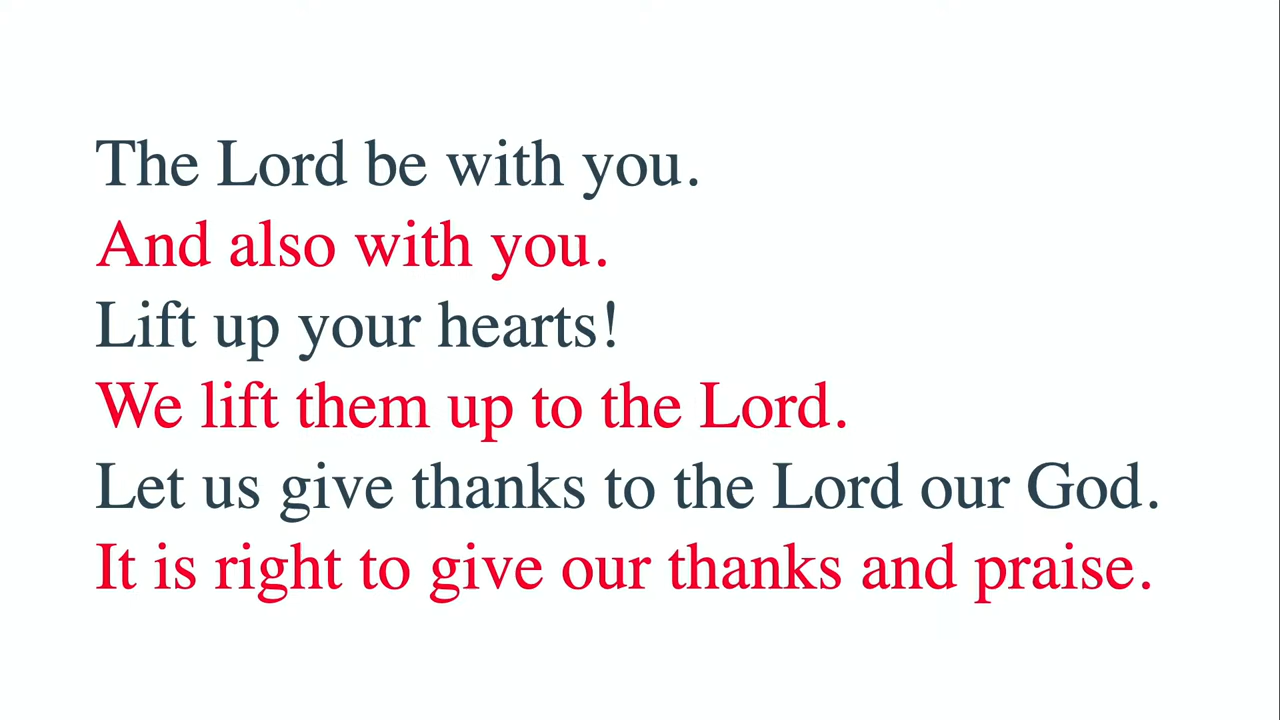 The Lord be with you.
And also with you.
Lift up your hearts!
We lift them up to the Lord.
Let us give thanks to the Lord our God.
It is right to give our thanks and praise.